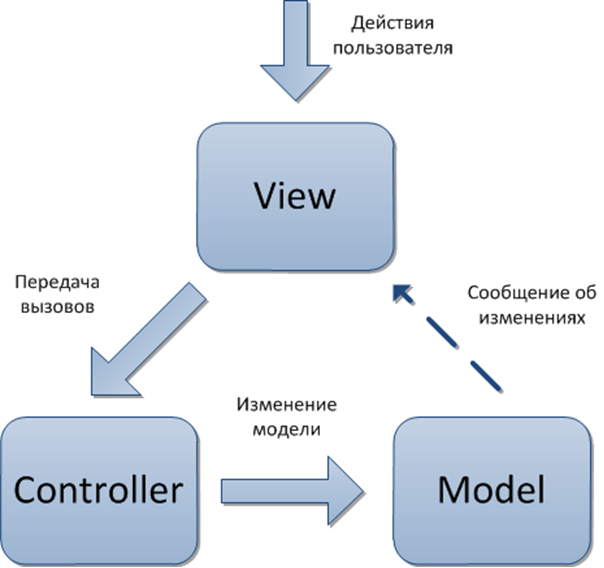 Действия
пользователя
View
Передача
вызовов
Сообщение об
изменениях
Изменение
модели
Controller
Model